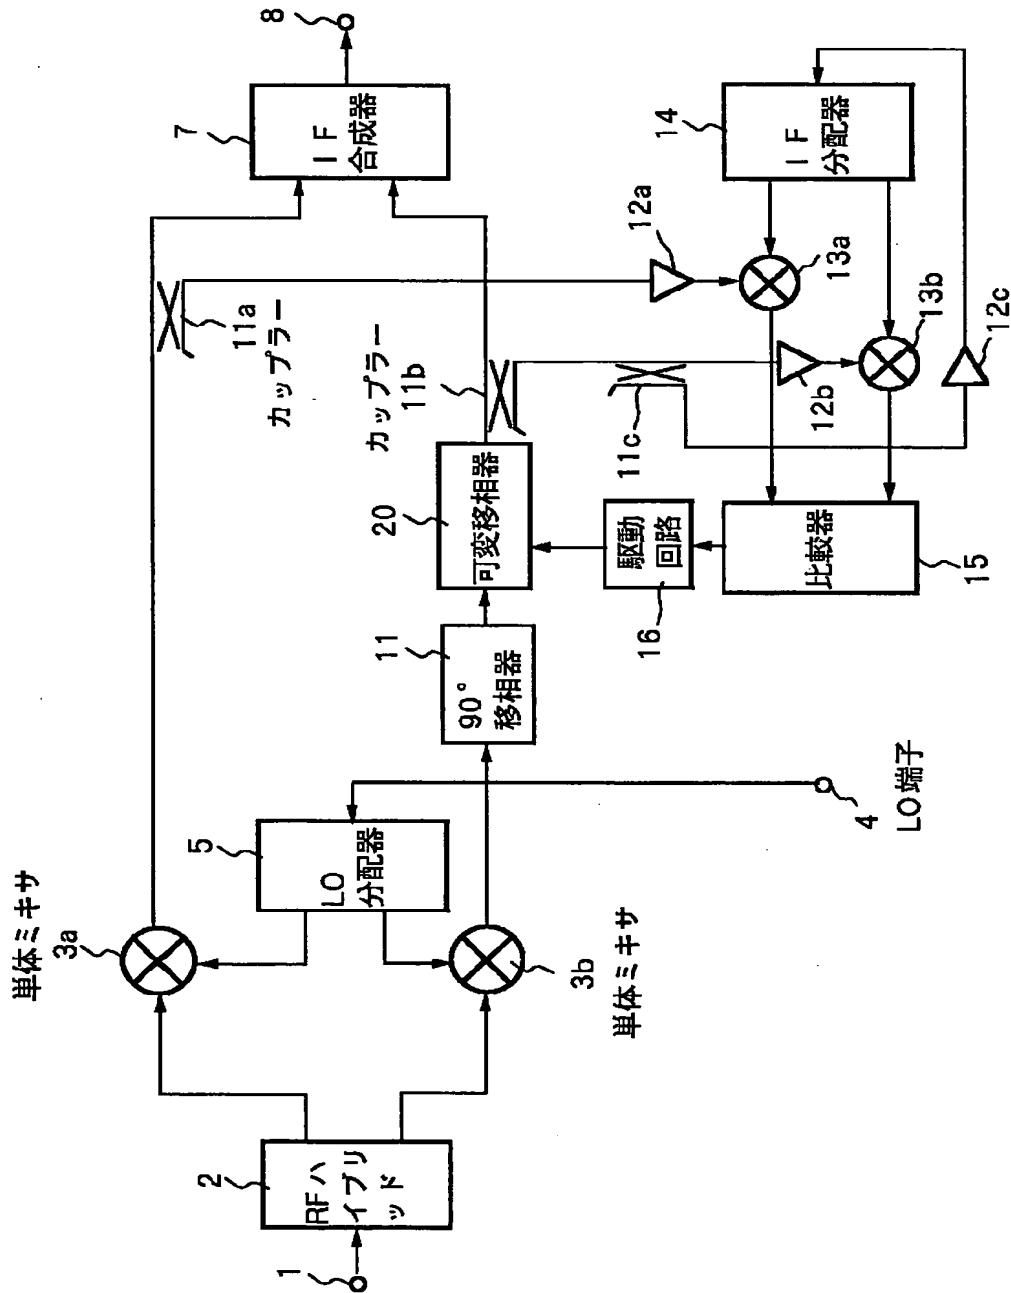 1
2
RFハ
イブリ
ッド
単体ミキサ
3a
3b
単体ミキサ
5
LO
分配器
4
LO端子
11
90°
移相器
20
可変移相器
カップラー
11b
11a
カップラー
7
IF
合成器
8
16
駆動
回路
15
比較器
11c
12a
12b
12c
13a
13b
14
IF
分配器